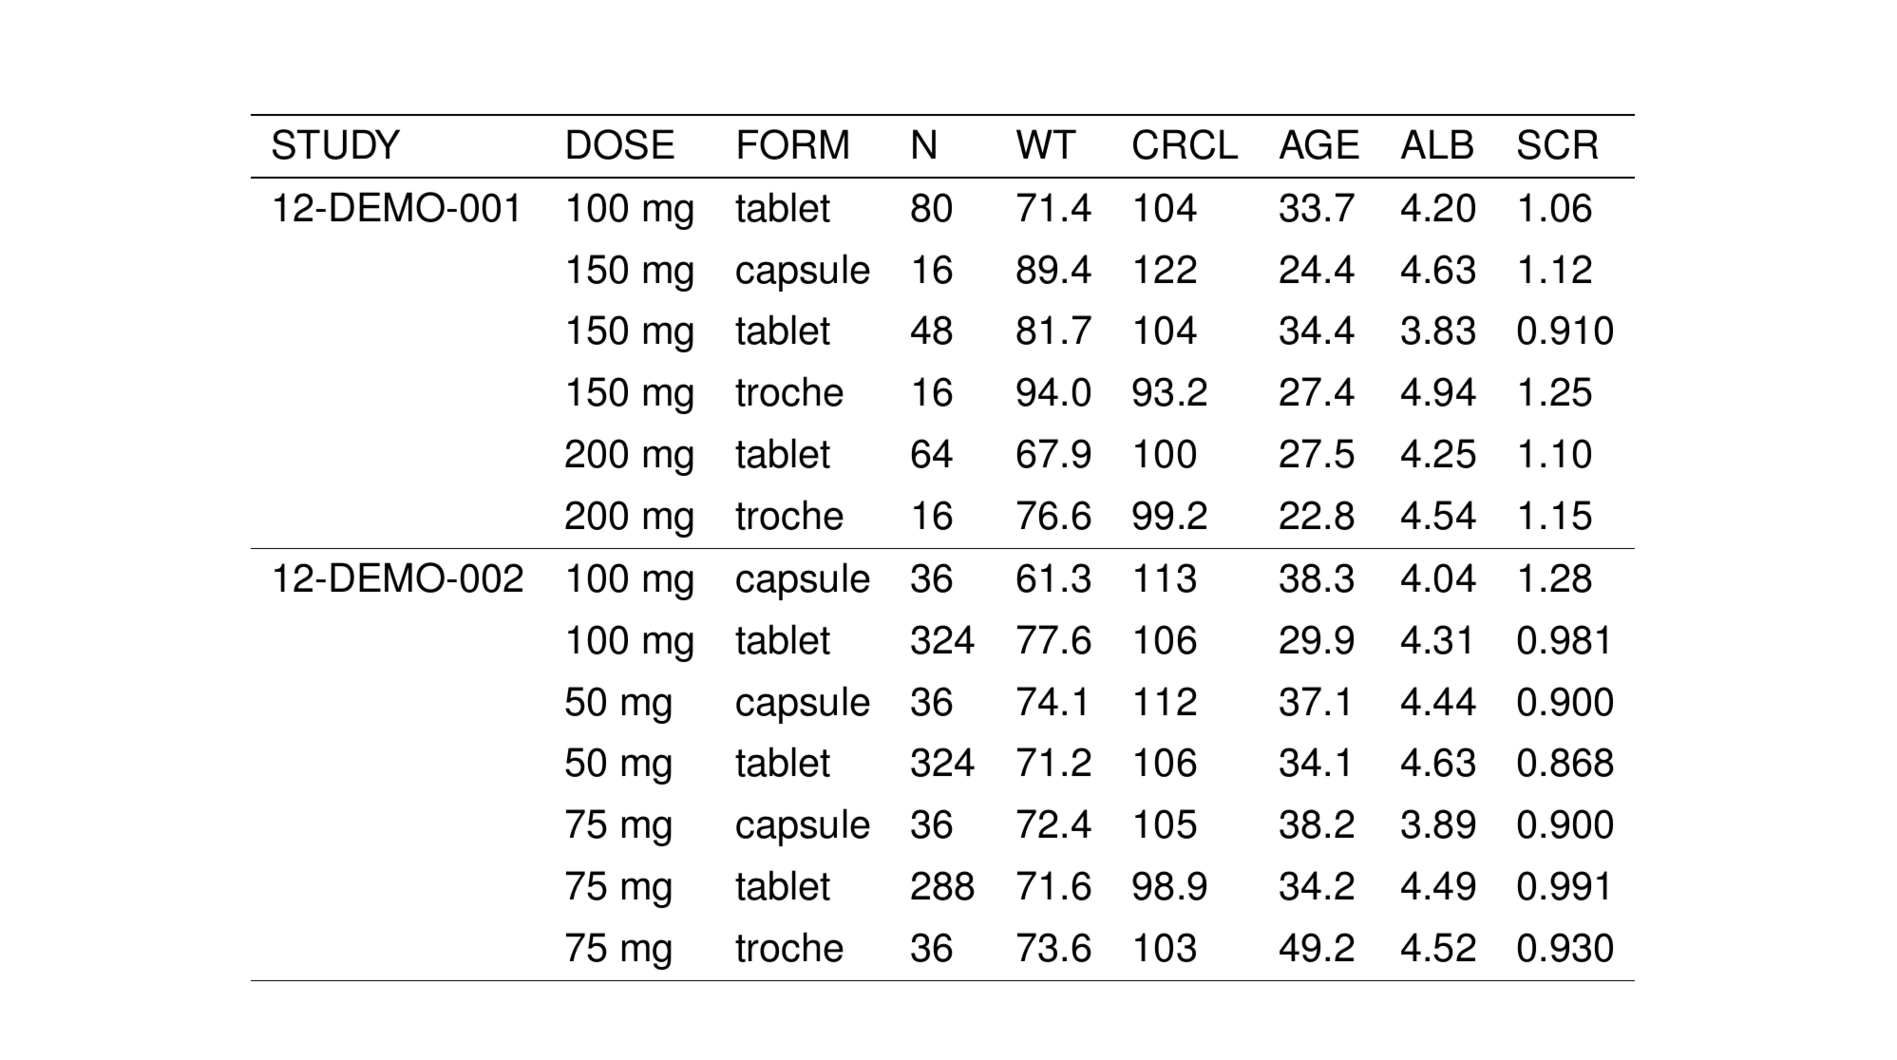 STUDY DOSE FORM N WT CRCL AGE ALB SCR
12-DEMO-001 100 mg tablet 80 71.4 104 33.7 4.20 1.06
150 mg capsule 16 89.4 122 24.4 4.63 1.12
150 mg tablet 48 81.7 104 34.4 3.83 0.910
150 mg troche 16 94.0 93.2 27.4 4.94 1.25
200 mg tablet 64 67.9 100 27.5 4.25 1.10
200 mg troche 16 76.6 99.2 22.8 4.54 1.15
12-DEMO-002 100 mg capsule 36 61.3 113 38.3 4.04 1.28
100 mg tablet 324 77.6 106 29.9 4.31 0.981
50 mg capsule 36 74.1 112 37.1 4.44 0.900
50 mg tablet 324 71.2 106 34.1 4.63 0.868
75 mg capsule 36 72.4 105 38.2 3.89 0.900
75 mg tablet 288 71.6 98.9 34.2 4.49 0.991
75 mg troche 36 73.6 103 49.2 4.52 0.930